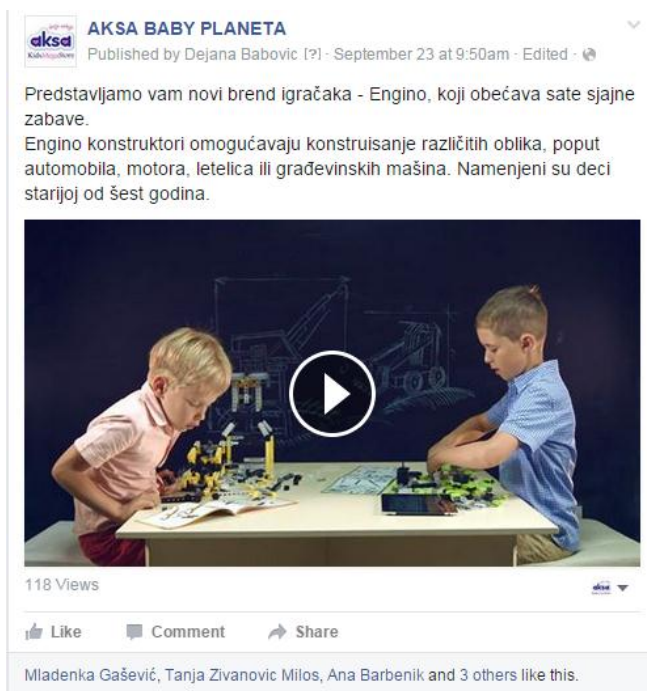 aksa
AKSA BABY PLANETA
Published by Dejana Babovic [?] · September 23 at 9:50am · Edited ·
Predstavljamo vam novi brend igračaka - Engino, koji obećava sate sjajne
zabave.
Engino konstruktori omogućavaju konstruisanje različitih oblika, poput
automobila, motora, letelica ili građevinskih mašina. Namenjeni su deci
starijoj od šest godina.
118 Views
aksa
Like Comment Share
Mladenka Gašević, Tanja Zivanovic Milos, Ana Barbenik and 3 others like this.